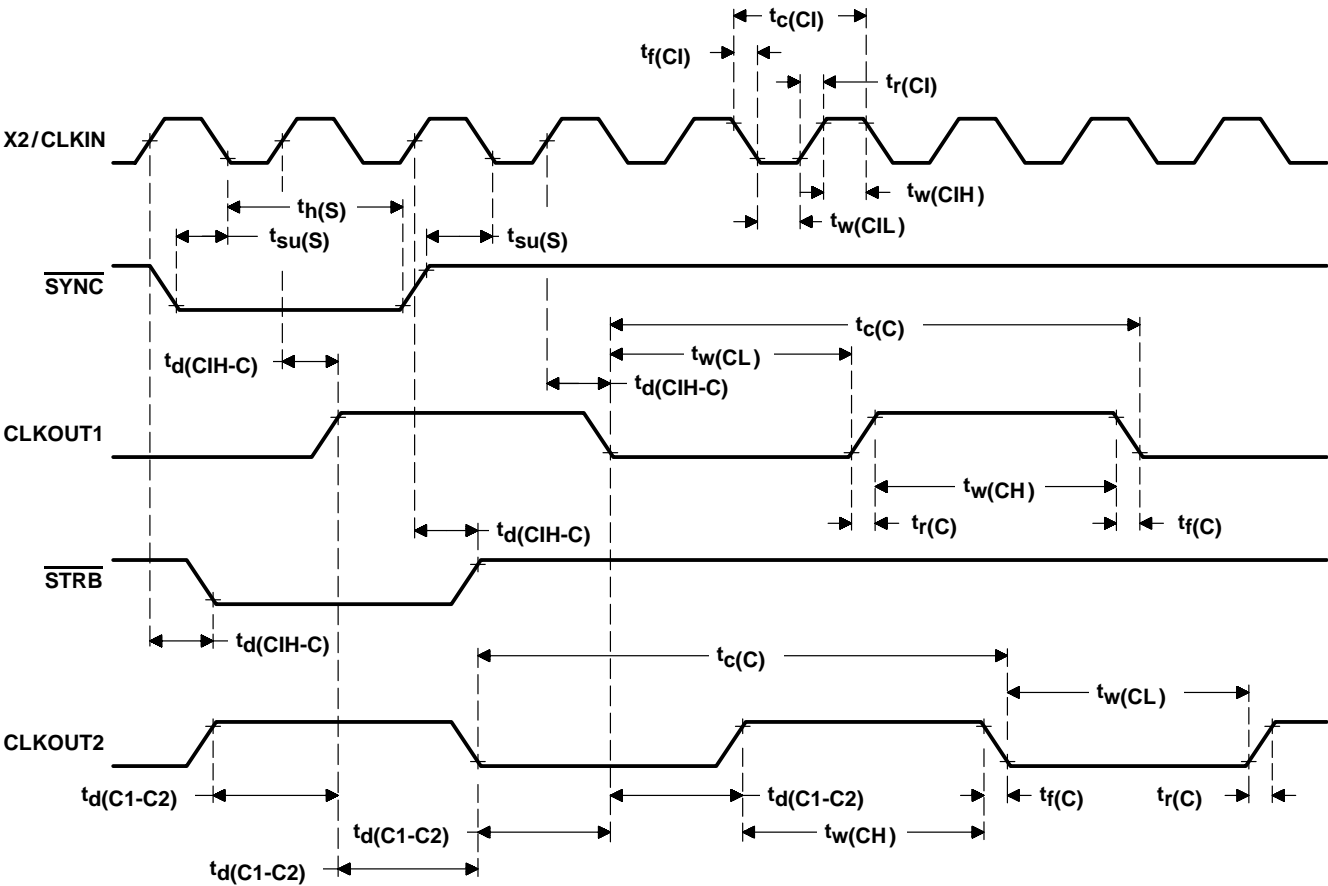 tc(CI)
tf(CI)
tr(CI)
X2/CLKIN
tw(CIH)
th(S)
tw(CIL)
tsu(S)
tsu(S)
SYNC
tc(C)
td(CIH-C)
tw(CL)
td(CIH-C)
CLKOUT1
tw(CH)
td(CIH-C)
tr(C)
tf(C)
STRB
td(CIH-C)
tc(C)
tw(CL)
CLKOUT2
td(C1-C2)
td(C1-C2)
tf(C)
tr(C)
td(C1-C2)
tw(CH)
td(C1-C2)